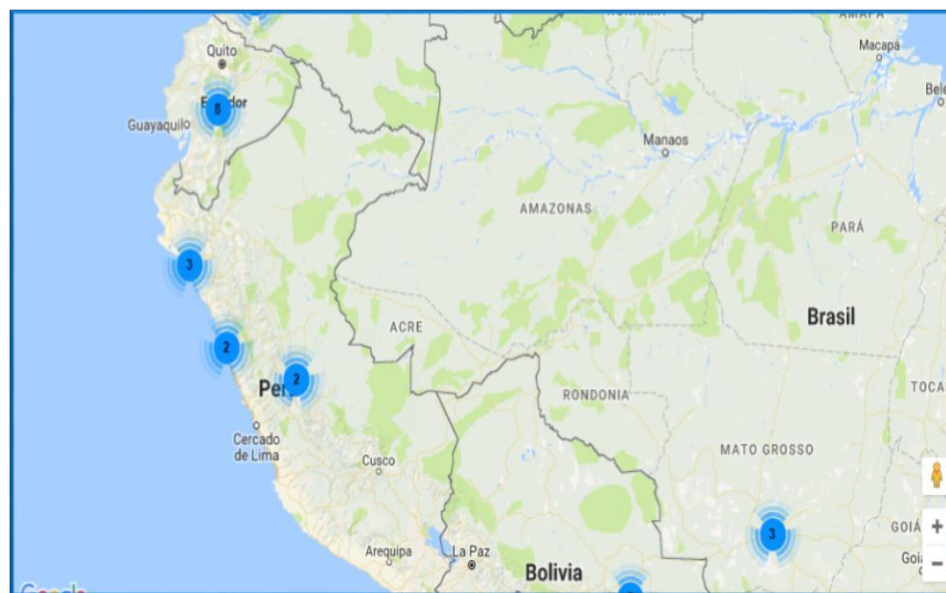 AMAPÁ
Quito
Macapá
8
Guayaquil
Manaos
AMAZONAS
PARÁ
3
Brasil
ACRE
2
2
RONDONIA
Cercado
de Lima
Cusco
MATO GROSSO
3
Arequipa
La Paz
Bolivia
+
−